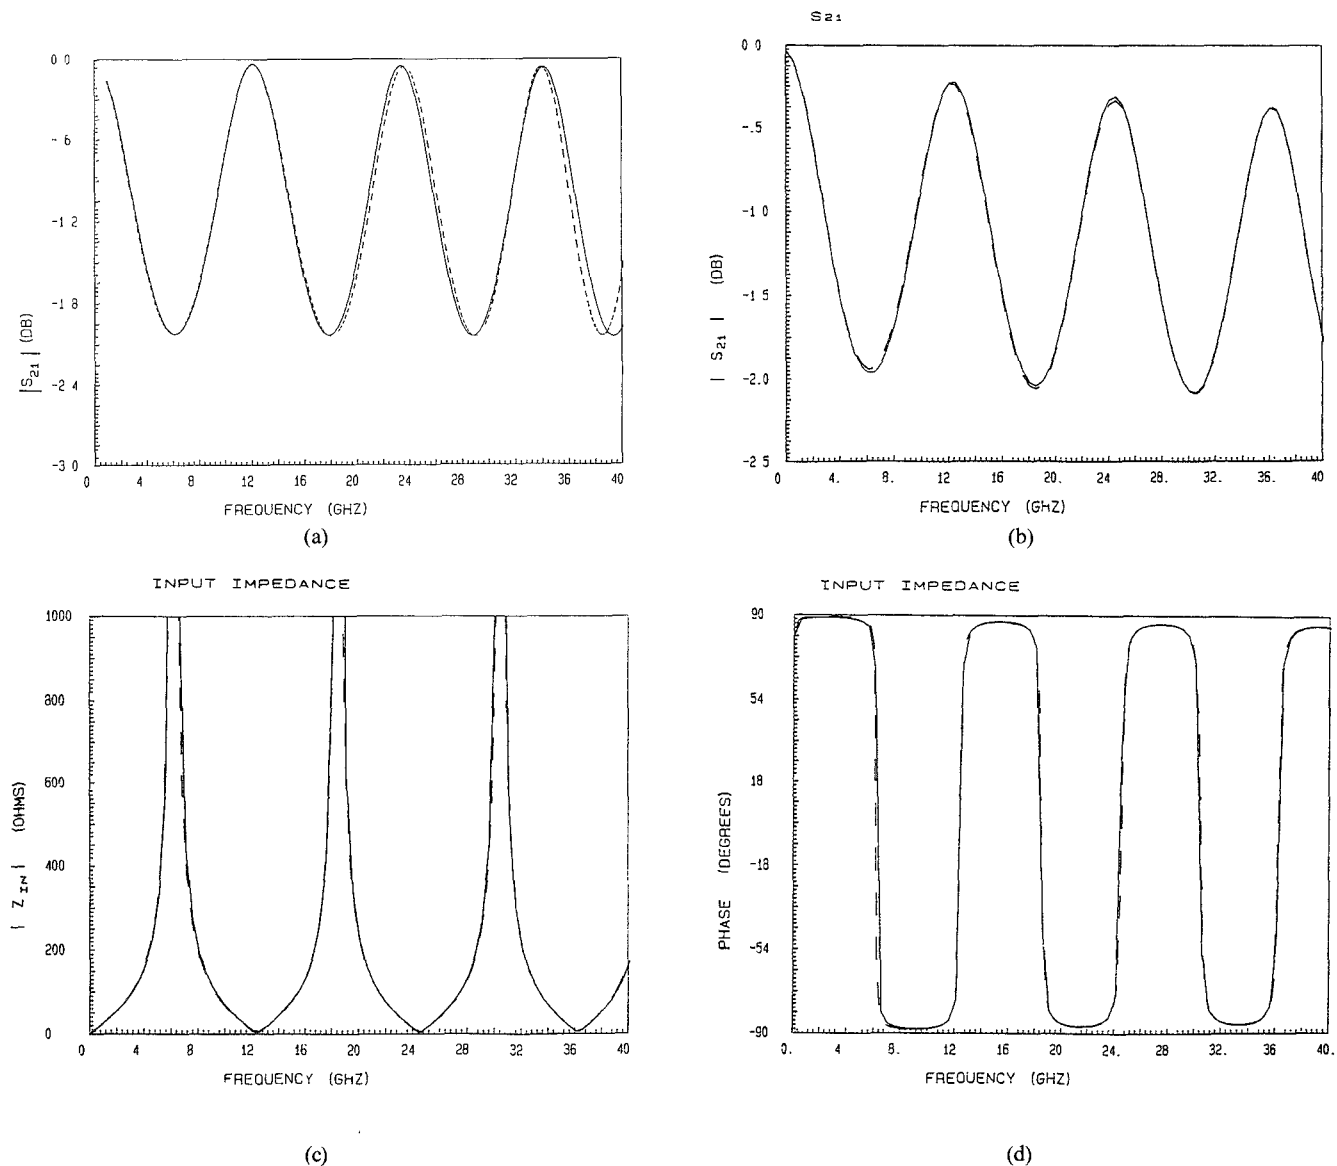 0 0
- 6
-1 2
-1 8
-2 4
-3 0
|S21| (DB)
0 4 8 12 16 20 24 28 32 36 40
FREQUENCY (GHZ)
(a)
S21
0 0
-.5
-1 0
-1 5
-2.0
-2 5
| S21 | (DB)
0 4 8. 12 16. 20 24 28. 32. 36. 40
FREQUENCY (GHZ)
(b)
INPUT IMPEDANCE
1000
800
600
400
200
0
| ZIN | (OHMS)
0 4 8 12 16 20 24 28 32 36 40
FREQUENCY (GHZ)
(c)
INPUT IMPEDANCE
90
54
18
-18
-54
-90
PHASE (DEGREES)
0. 4 8. 12 16 20. 24. 28 32. 36 40.
FREQUENCY (GHZ)
(d)